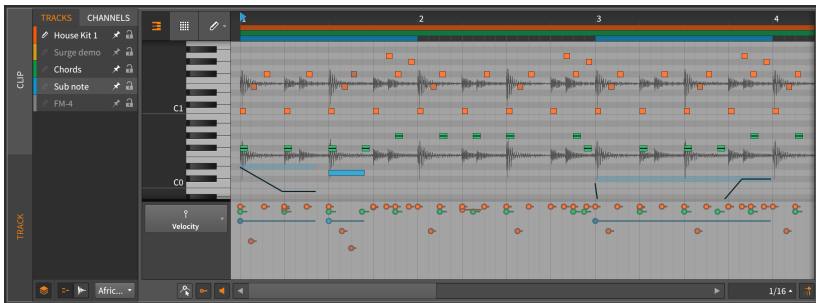 TRACKS CHANNELS
House Kit 1
Surge demo
Chords
Sub note
FM-4
CLIP
TRACK
2 3 4
C1
C0
Velocity
Afric...
1/16